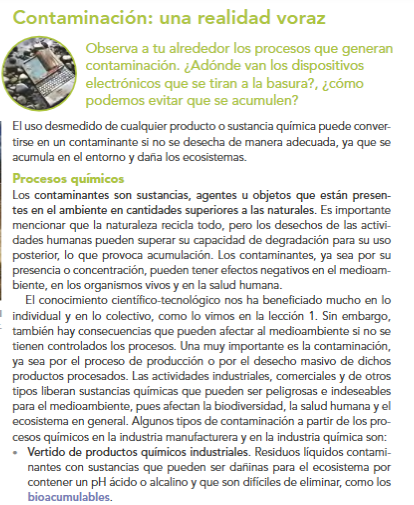 Contaminación: una realidad voraz
Observa a tu alrededor los procesos que generan
contaminación. ¿Adónde van los dispositivos
electrónicos que se tiran a la basura?, ¿cómo
podemos evitar que se acumulen?
El uso desmedido de cualquier producto o sustancia química puede conver-
tirse en un contaminante si no se desecha de manera adecuada, ya que se
acumula en el entorno y daña los ecosistemas.
Procesos químicos
Los contaminantes son sustancias, agentes u objetos que están presen-
tes en el ambiente en cantidades superiores a las naturales. Es importante
mencionar que la naturaleza recicla todo, pero los desechos de las activi-
dades humanas pueden superar su capacidad de degradación para su uso
posterior, lo que provoca acumulación. Los contaminantes, ya sea por su
presencia o concentración, pueden tener efectos negativos en el medioam-
biente, en los organismos vivos y en la salud humana.
El conocimiento científico-tecnológico nos ha beneficiado mucho en lo
individual y en lo colectivo, como lo vimos en la lección 1. Sin embargo,
también hay consecuencias que pueden afectar al medioambiente si no se
tienen controlados los procesos. Una muy importante es la contaminación,
ya sea por el proceso de producción o por el desecho masivo de dichos
productos procesados. Las actividades industriales, comerciales y de otros
tipos liberan sustancias químicas que pueden ser peligrosas e indeseables
para el medioambiente, pues afectan la biodiversidad, la salud humana y el
ecosistema en general. Algunos tipos de contaminación a partir de los pro-
cesos químicos en la industria manufacturera y en la industria química son:
• Vertido de productos químicos industriales. Residuos líquidos contami-
nantes con sustancias que pueden ser dañinas para el ecosistema por
contener un pH ácido o alcalino y que son difíciles de eliminar, como los
bioacumulables.